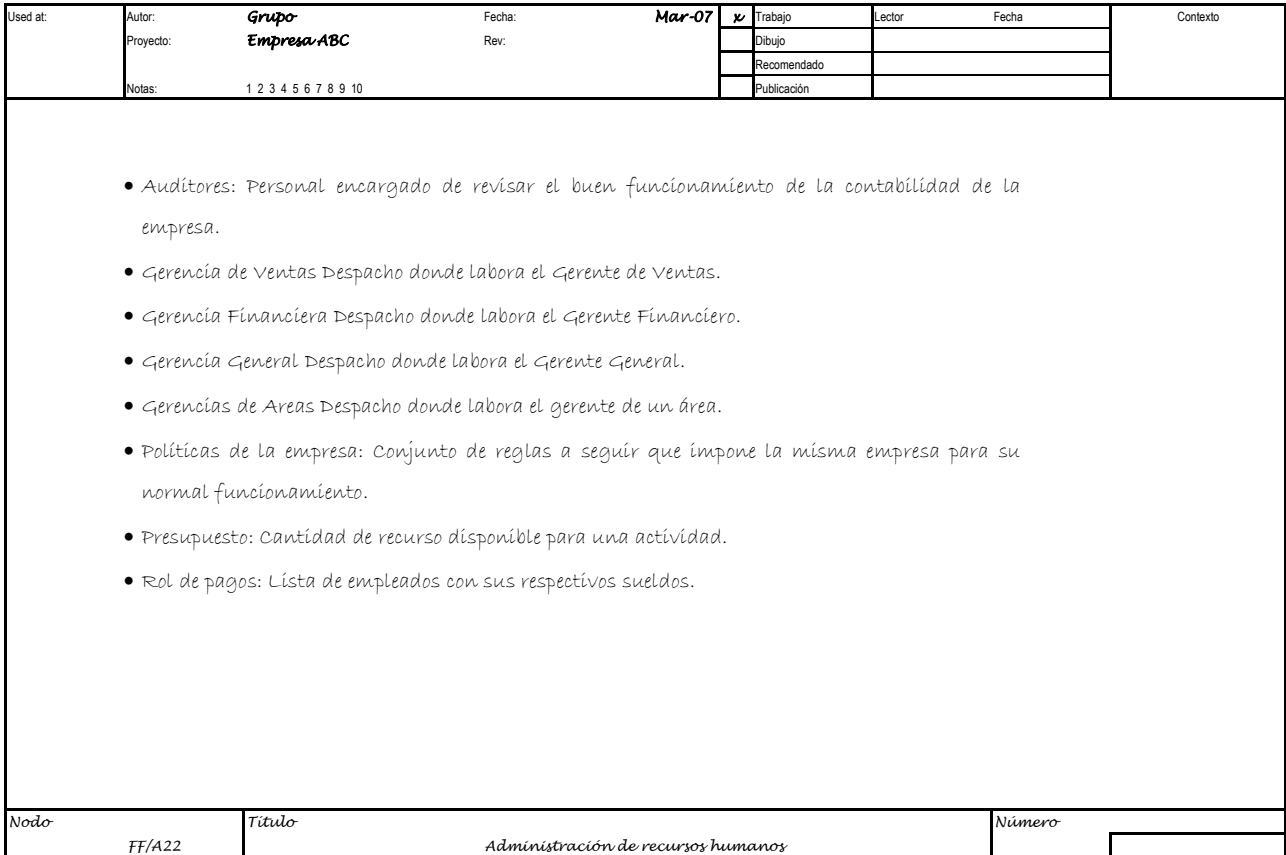 Used at: Autor: Grupo Fecha: Mar-07 x Trabajo Lector Fecha Contexto
Proyecto: Empresa ABC Rev: Dibujo
Recomendado
Notas: 1 2 3 4 5 6 7 8 9 10 Publicación
• Auditores: Personal encargado de revisar el buen funcionamiento de la contabilidad de la
empresa.
• Gerencia de Ventas Despacho donde labora el Gerente de Ventas.
• Gerencia Financiera Despacho donde labora el Gerente Financiero.
• Gerencia General Despacho donde labora el Gerente General.
• Gerencias de Areas Despacho donde labora el gerente de un área.
• Políticas de la empresa: Conjunto de reglas a seguir que impone la misma empresa para su
normal funcionamiento.
• Presupuesto: Cantidad de recurso disponible para una actividad.
• Rol de pagos: Lista de empleados con sus respectivos sueldos.
Nodo Título Número
FF/A22 Administración de recursos humanos